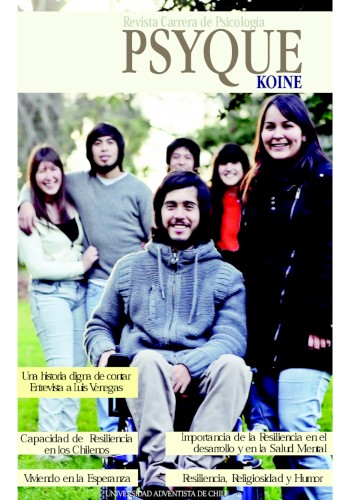 Revista Carrera de Psicología
PSYQUE
KOINE
Una historia digna de contar
Entrevista a Luis Venegas
Capacidad de Resiliencia
en los Chilenos
Importancia de la Resiliencia en el
desarrollo y en la Salud Mental
Viviendo en la Esperanza
Resiliencia, Religiosidad y Humor
UNIVERSIDAD ADVENTISTA DE CHILE